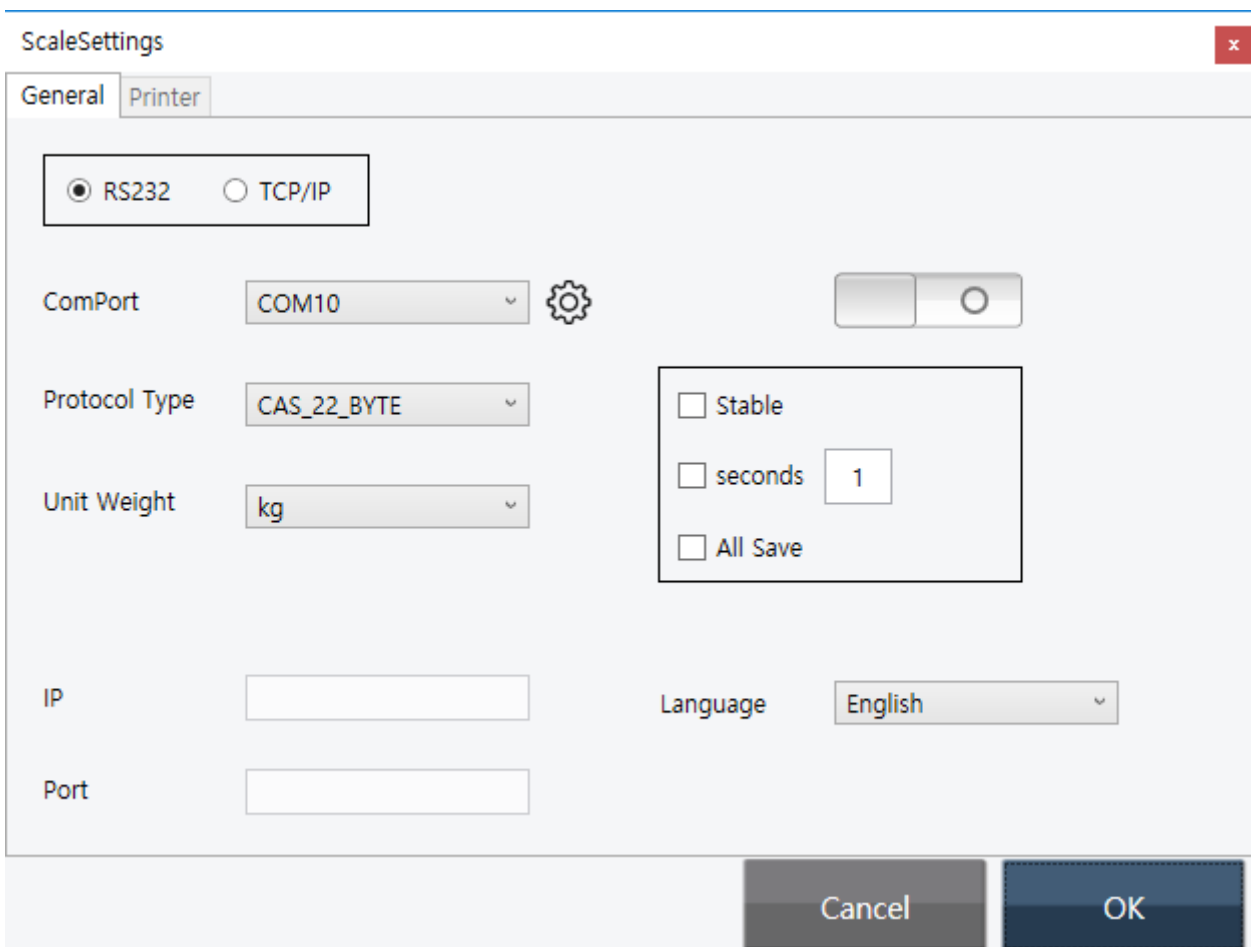 ScaleSettings
x
General Printer
RS232 TCP/IP
ComPort COM10
Protocol Type CAS_22_BYTE
Stable
seconds 1
Unit Weight kg
All Save
IP
Language English
Port
Cancel OK